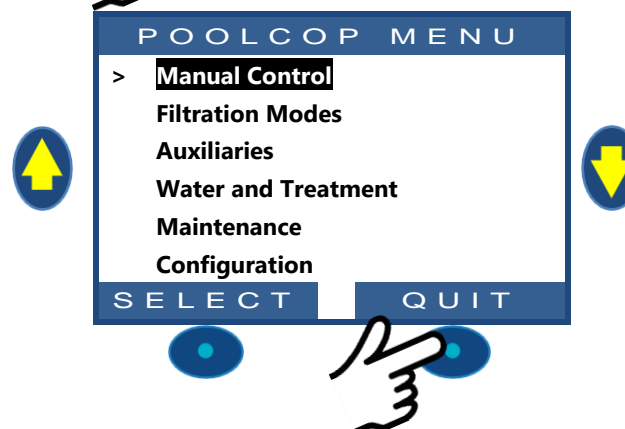 POOLCOP MENU
> Manual Control
Filtration Modes
Auxiliaries
Water and Treatment
Maintenance
Configuration
SELECT QUIT